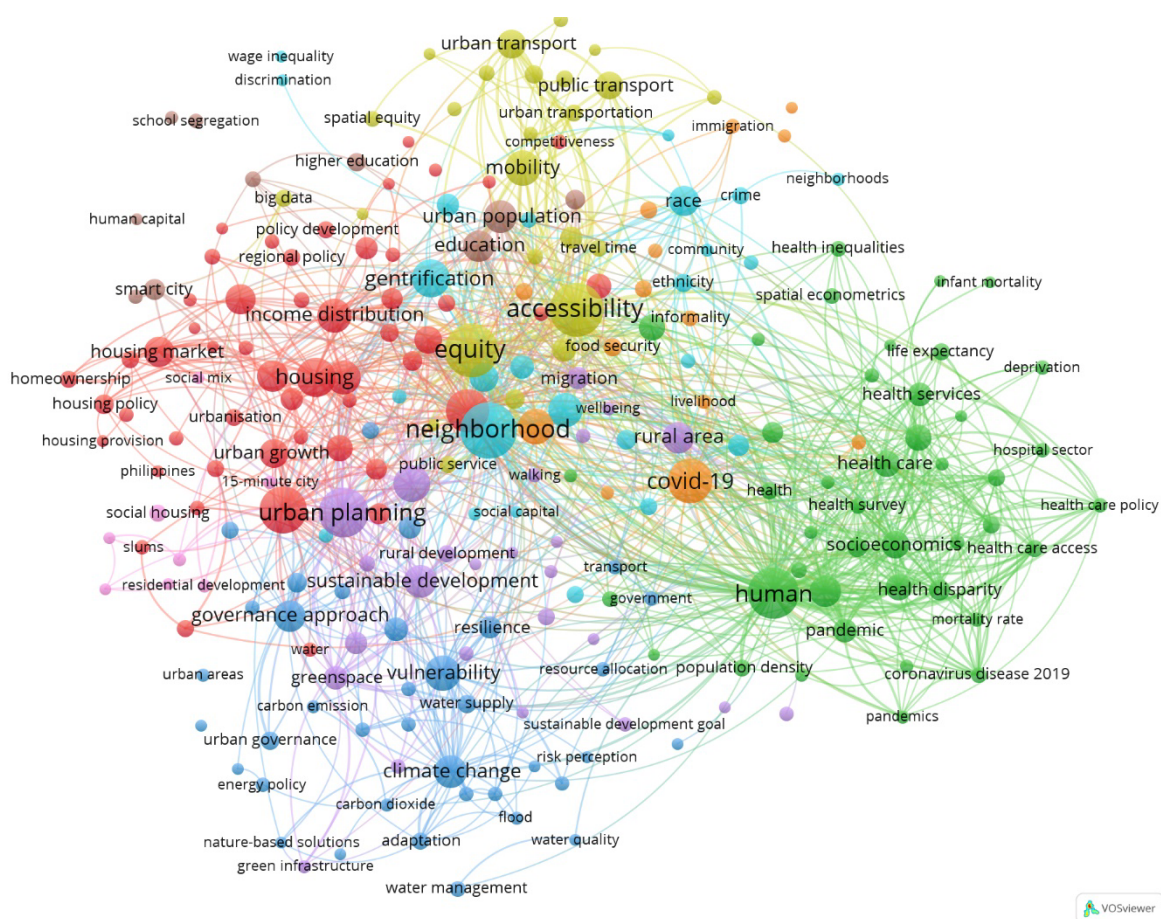 urban transport
wage inequality
discrimination
public transport
urban transportation
spatial equity
school segregation
immigration
competitiveness
higher education
mobility
neighborhoods
big data
race
crime
human capital
urban population
policy development
education
travel time
community
health inequalities
regional policy
gentrification
ethnicity
infant mortality
smart city
spatial econometrics
accessibility
income distribution
informality
equity
food security
housing market
life expectancy
deprivation
homeownership
social mix
housing
migration
health services
housing policy
livelihood
wellbeing
urbanisation
neighborhood
rural area
housing provision
hospital sector
urban growth
public service
health care
philippines
15-minute city
walking
covid-19
health
health survey
health care policy
social housing
urban planning
social capital
slums
rural development
socioeconomics
health care access
transport
residential development
sustainable development
human
health disparity
government
governance approach
resilience
pandemic
mortality rate
water
urban areas
greenspace
vulnerability
resource allocation
population density
coronavirus disease 2019
carbon emission
water supply
pandemics
sustainable development goal
urban governance
risk perception
climate change
energy policy
carbon dioxide
flood
nature-based solutions
adaptation
water quality
green infrastructure
water management
VOSviewer